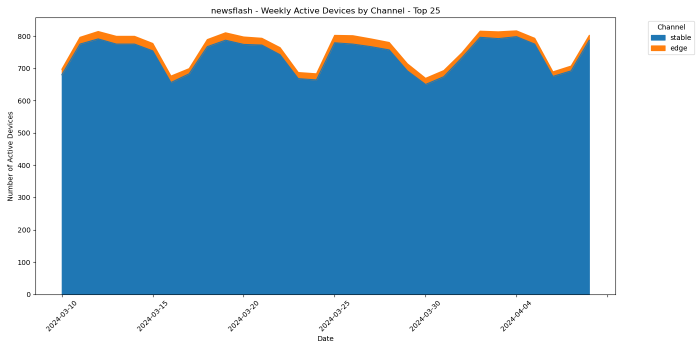 newsflash - Weekly Active Devices by Channel - Top 25
Channel
stable
edge
Number of Active Devices
800
700
600
500
400
300
200
100
0
2024-03-10
2024-03-15
2024-03-20
2024-03-25
2024-03-30
2024-04-04
Date